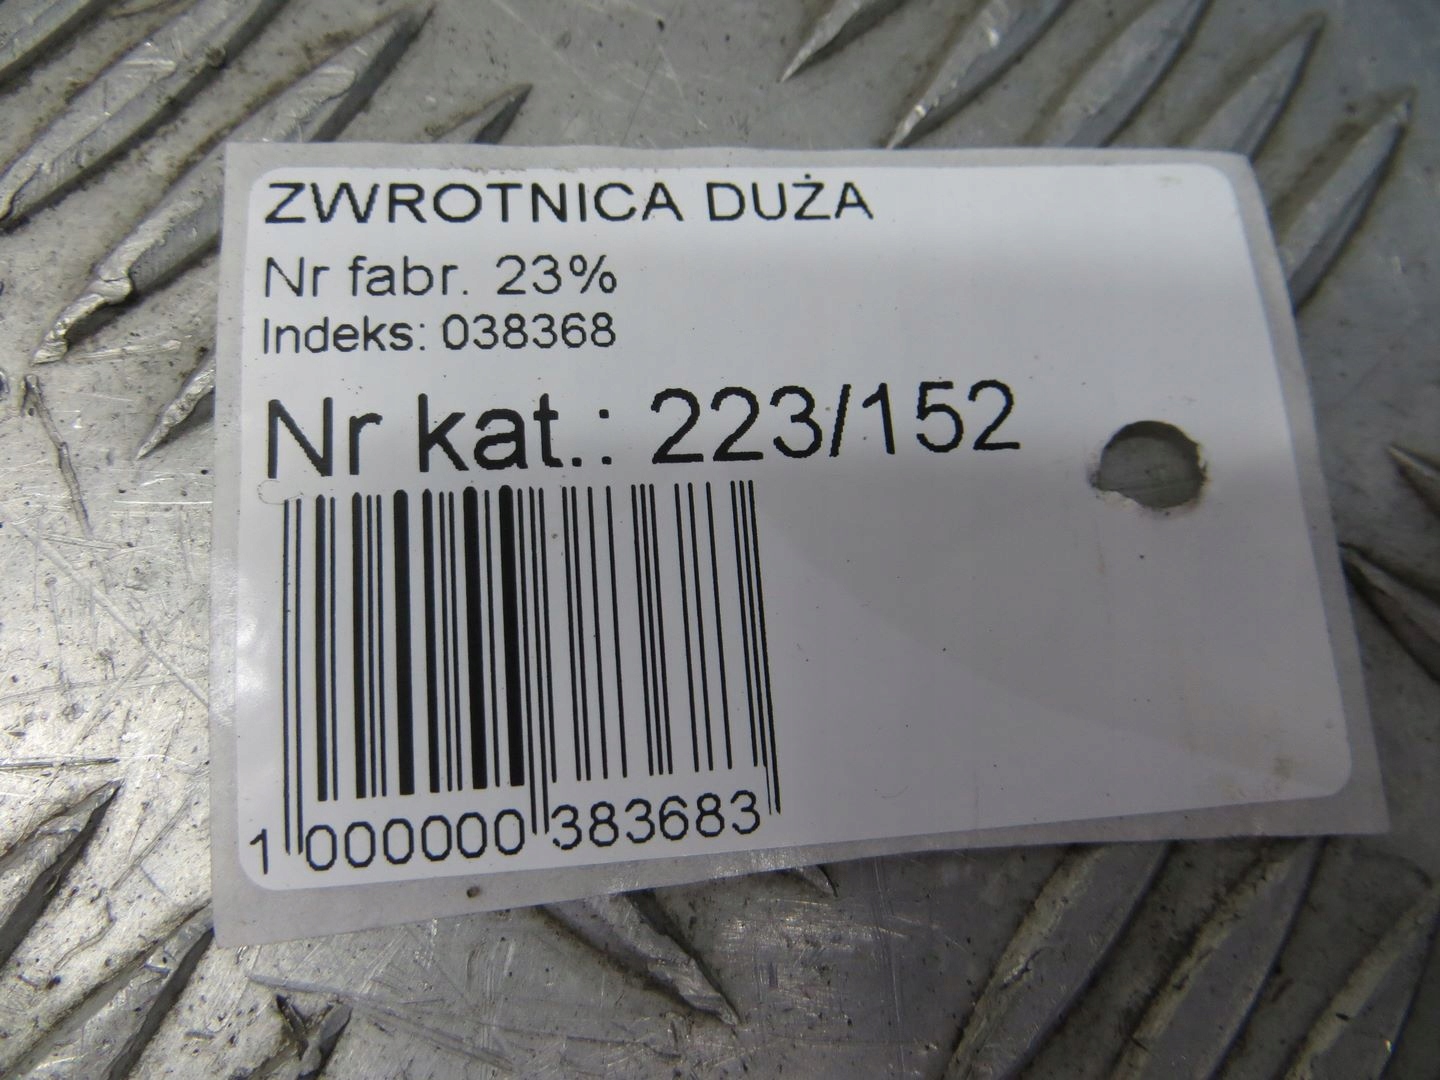 ZWROTNICA DUŻA
Nr fabr. 23%
Indeks: 038368
Nr kat.: 223/152
1 000000 383683